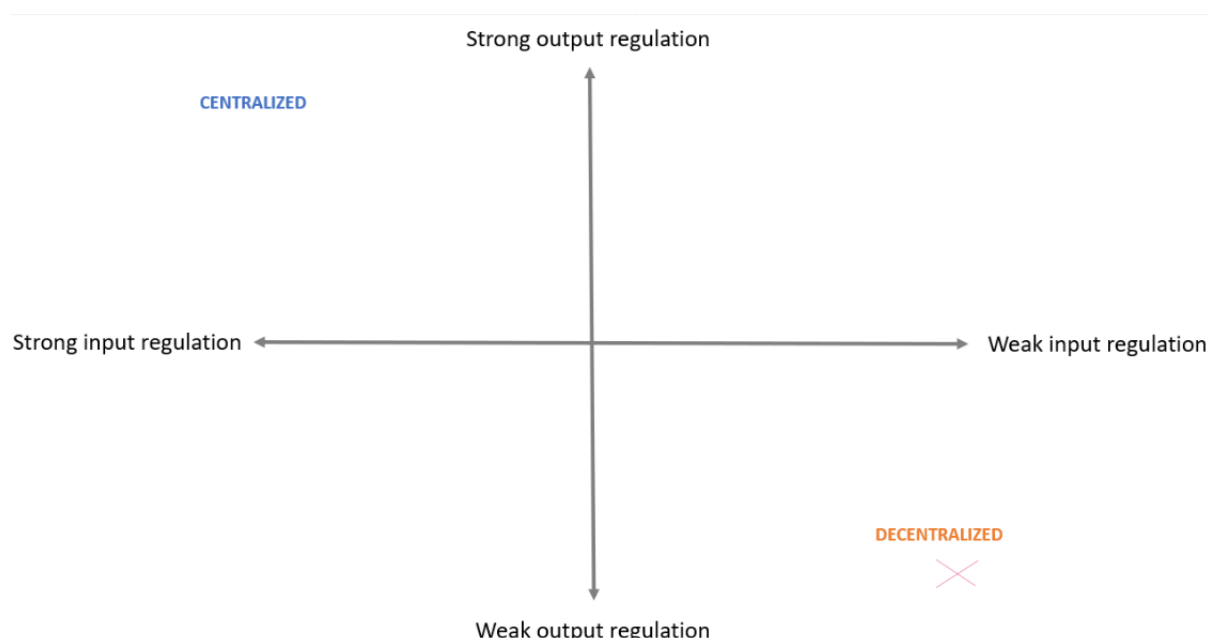 Strong output regulation
CENTRALIZED
Strong input regulation
Weak input regulation
DECENTRALIZED
Weak output regulation